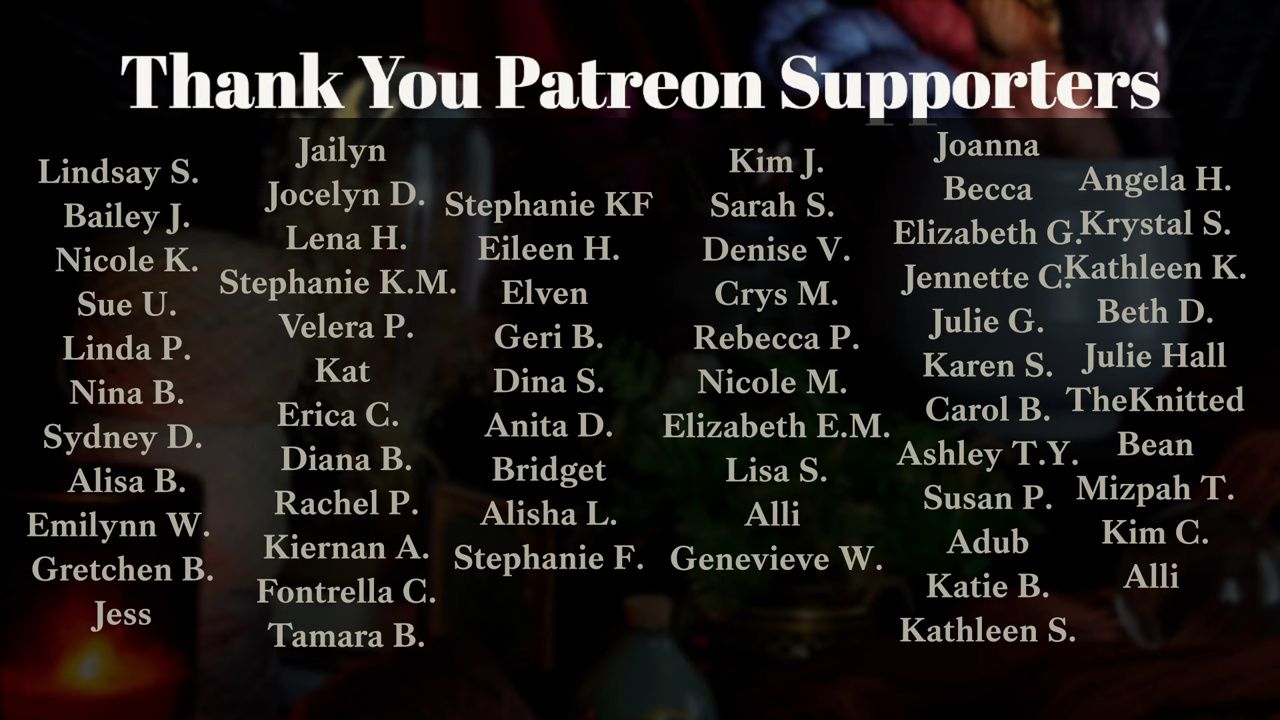 Thank You Patreon Supporters
Lindsay S.
Bailey J.
Nicole K.
Sue U.
Linda P.
Nina B.
Sydney D.
Alisa B.
Emilynn W.
Gretchen B.
Jess
Jailyn
Jocelyn D.
Lena H.
Stephanie K.M.
Velera P.
Kat
Erica C.
Diana B.
Rachel P.
Kiernan A.
Fontrella C.
Tamara B.
Stephanie KF
Eileen H.
Elven
Geri B.
Dina S.
Anita D.
Bridget
Alisha L.
Stephanie F.
Kim J.
Sarah S.
Denise V.
Crys M.
Rebecca P.
Nicole M.
Elizabeth E.M.
Lisa S.
Alli
Genevieve W.
Joanna
Becca
Elizabeth G.
Jennette C.
Julie G.
Karen S.
Carol B.
Ashley T.Y.
Susan P.
Adub
Katie B.
Kathleen S.
Angela H.
Krystal S.
Kathleen K.
Beth D.
Julie Hall
TheKnitted
Bean
Mizpah T.
Kim C.
Alli